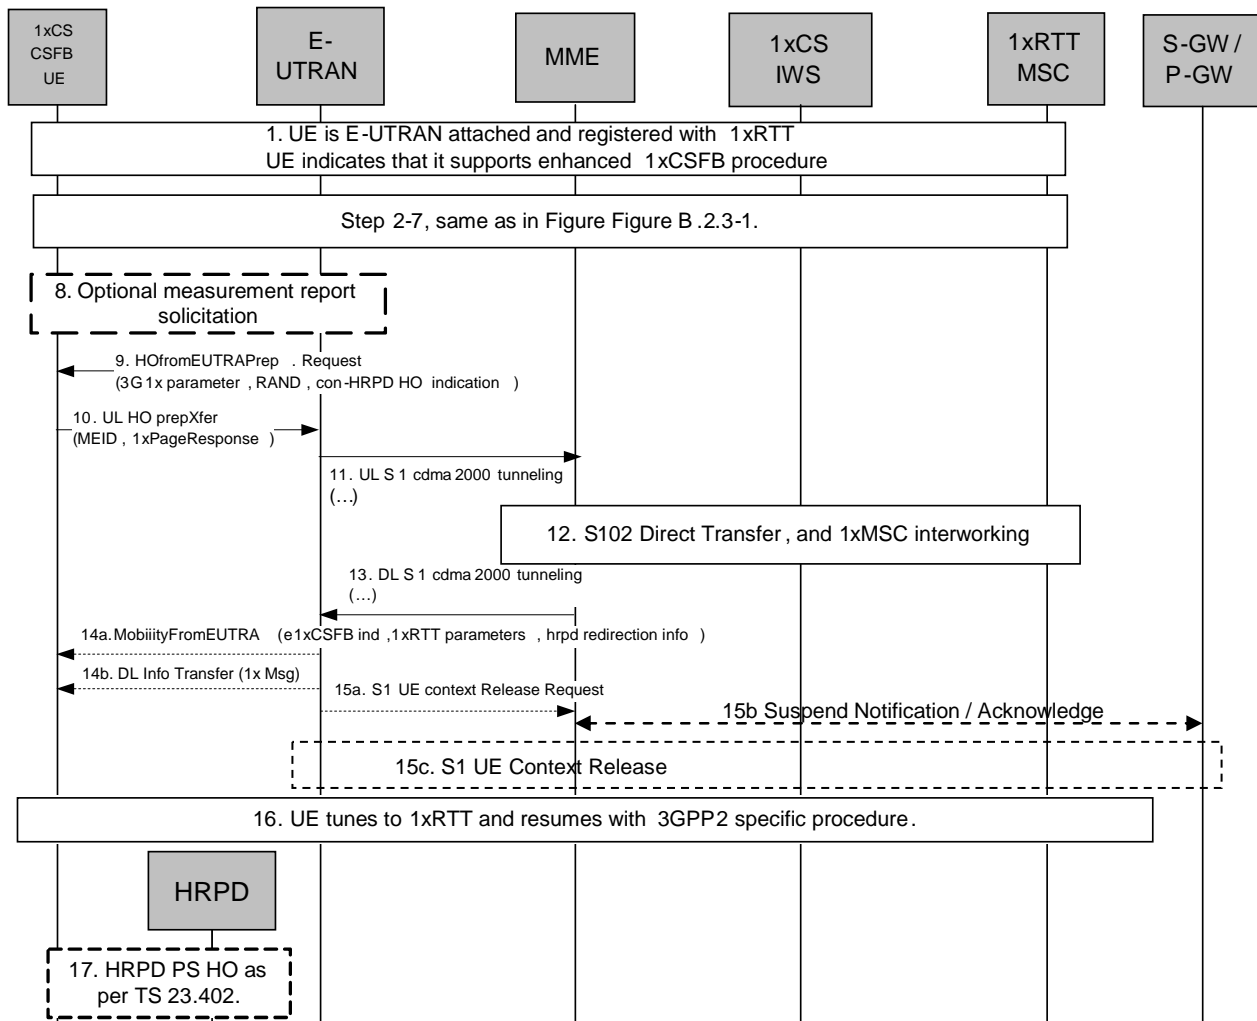 1xCS
CSFB
UE
E-
UTRAN
MME
1xCS
IWS
1xRTT
MSC
S-GW /
P-GW
1. UE is E-UTRAN attached and registered with 1xRTT
UE indicates that it supports enhanced 1xCSFB procedure
Step 2-7, same as in Figure Figure B .2.3-1.
8. Optional measurement report
solicitation
9. HOfromEUTRAPrep . Request
(3G 1x parameter , RAND , con-HRPD HO indication )
10. UL HO prepXfer
(MEID , 1xPageResponse )
11. UL S 1 cdma 2000 tunneling
(…)
12. S102 Direct Transfer , and 1xMSC interworking
13. DL S 1 cdma 2000 tunneling
(…)
14a.MobiiityFromEUTRA (e1xCSFB ind ,1xRTT parameters , hrpd redirection info )
14b. DL Info Transfer (1x Msg)
15a. S1 UE context Release Request
15b Suspend Notification / Acknowledge
15c. S1 UE Context Release
16. UE tunes to 1xRTT and resumes with 3GPP2 specific procedure.
HRPD
17. HRPD PS HO as
per TS 23.402.